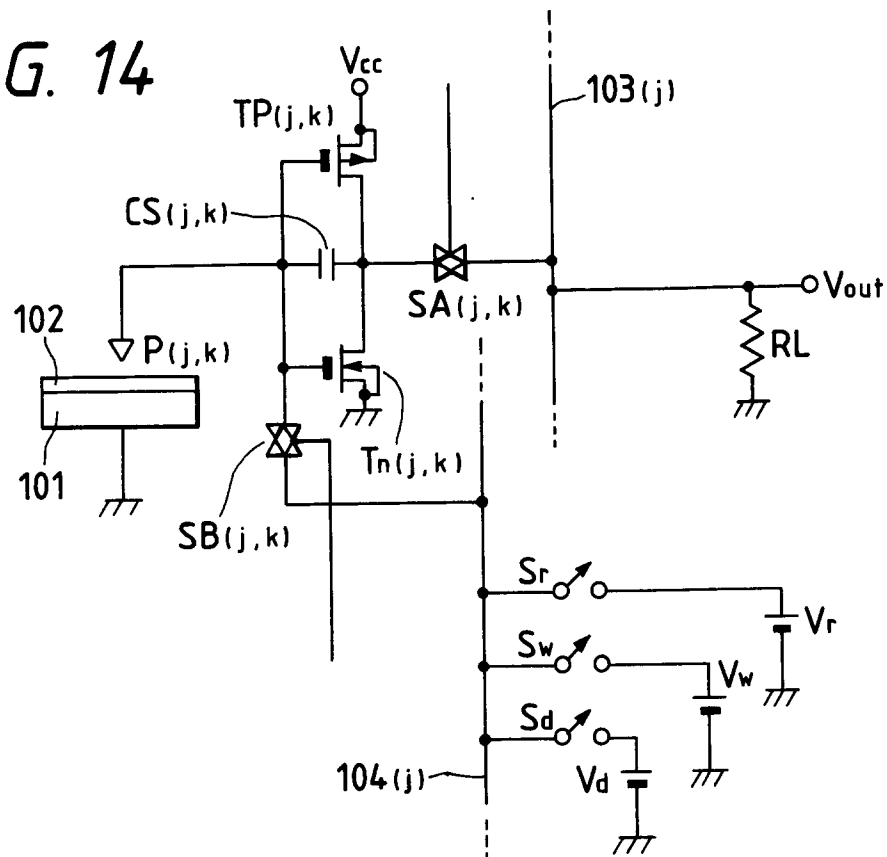 G. 14
Vcc
103(j)
TP(j,k)
CS(j,k)
SA(j,k)
Vout
RL
102
P(j,k)
101
Tn(j,k)
SB(j,k)
Sr
Vr
Sw
Vw
Sd
Vd
104(j)